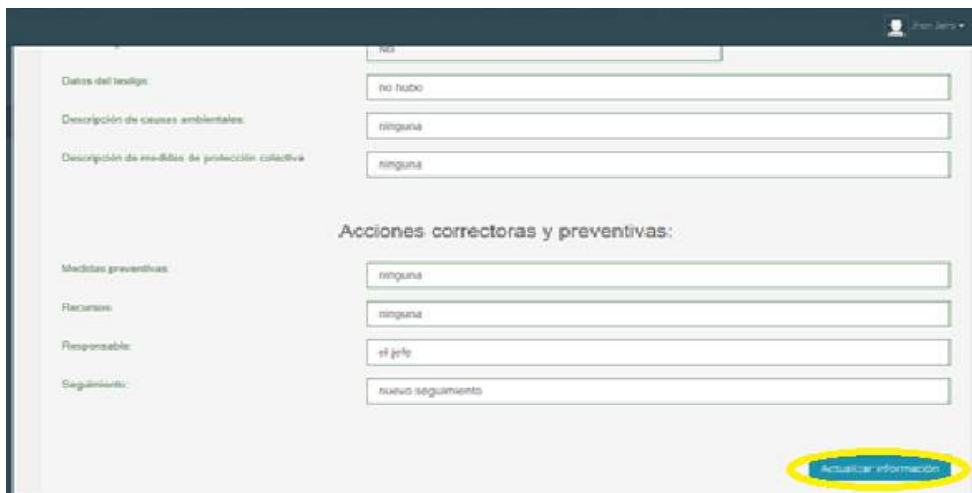 Jhon Jairo
No
Datos del testigo:
no hubo
Descripción de causas ambientales:
ninguna
Descripción de medidas de protección colectiva
ninguna
Acciones correctoras y preventivas:
Medidas preventivas:
ninguna
Recursos:
ninguna
Responsable:
el jefe
Seguimiento:
nuevo seguimiento
Actualizar información